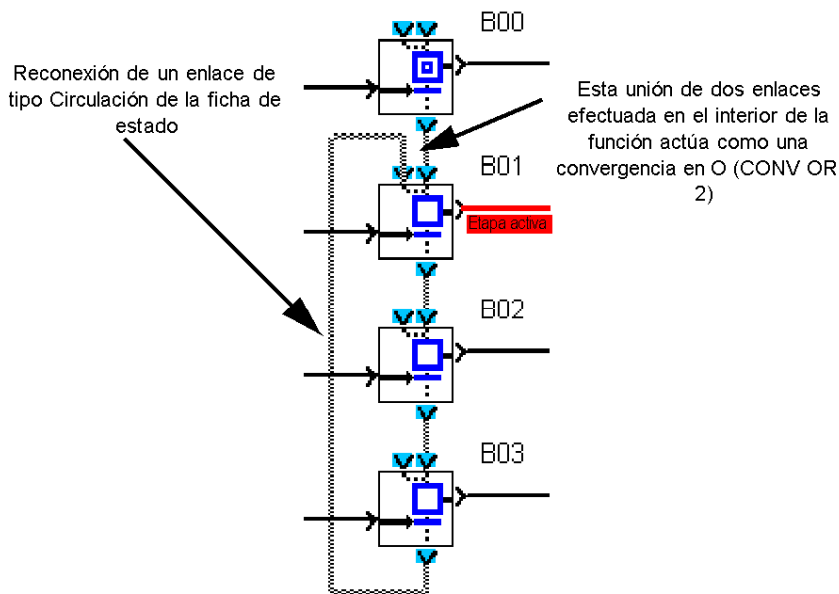 B00
Reconexión de un enlace de
tipo Circulación de la ficha de
estado
Esta unión de dos enlaces
efectuada en el interior de la
función actúa como una
convergencia en O (CONV OR
2)
B01
Etapa activa
B02
B03